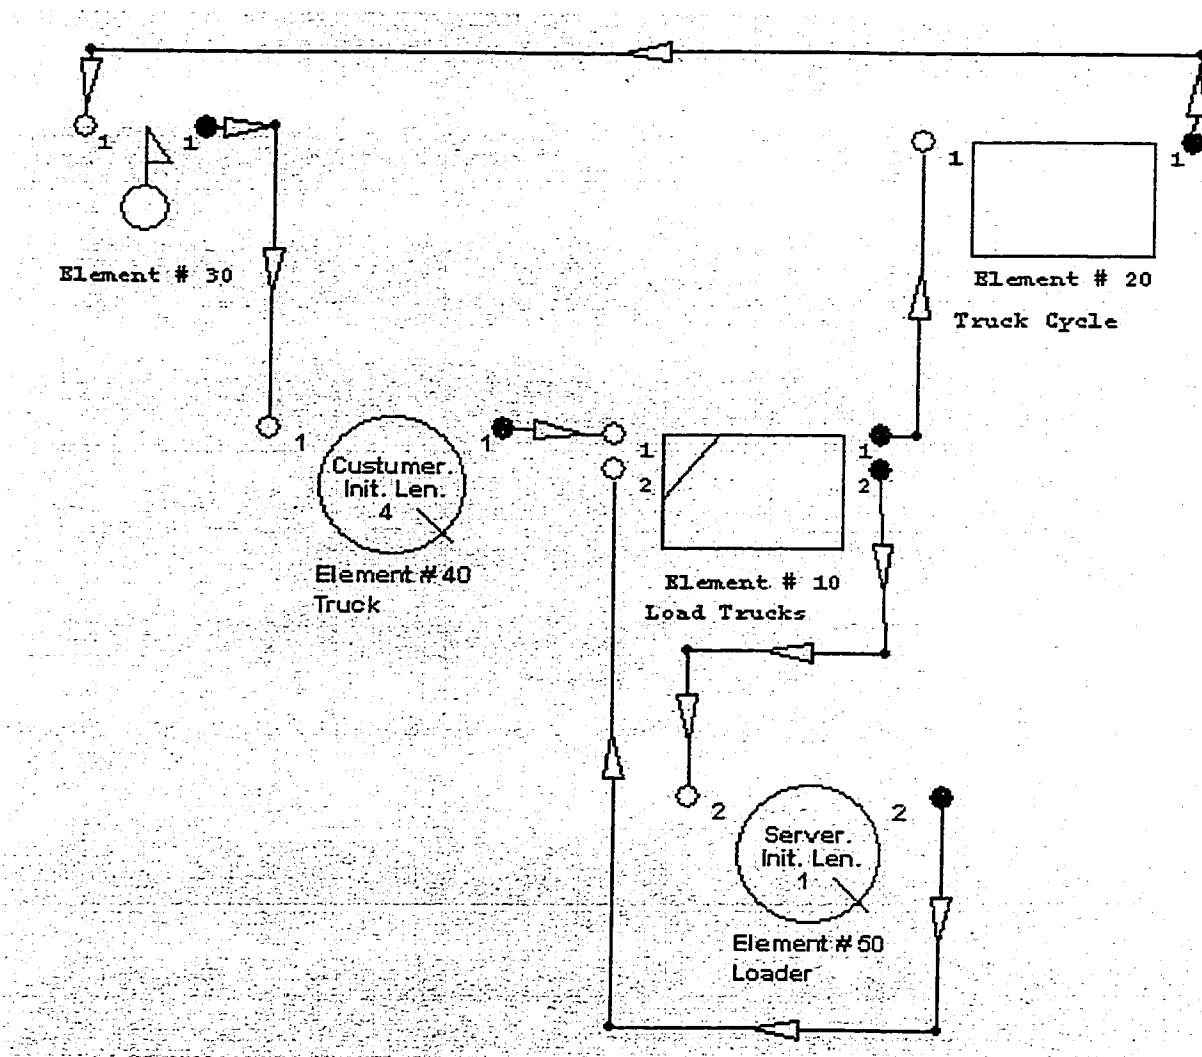 1
1
1
1
Element # 30
Element # 20
Truck Cycle
1
1
1
1
2
2
Custumer.
Init. Len.
4
Element # 40
Truck
Element # 10
Load Trucks
2
2
Server.
Init. Len.
1
Element # 50
Loader